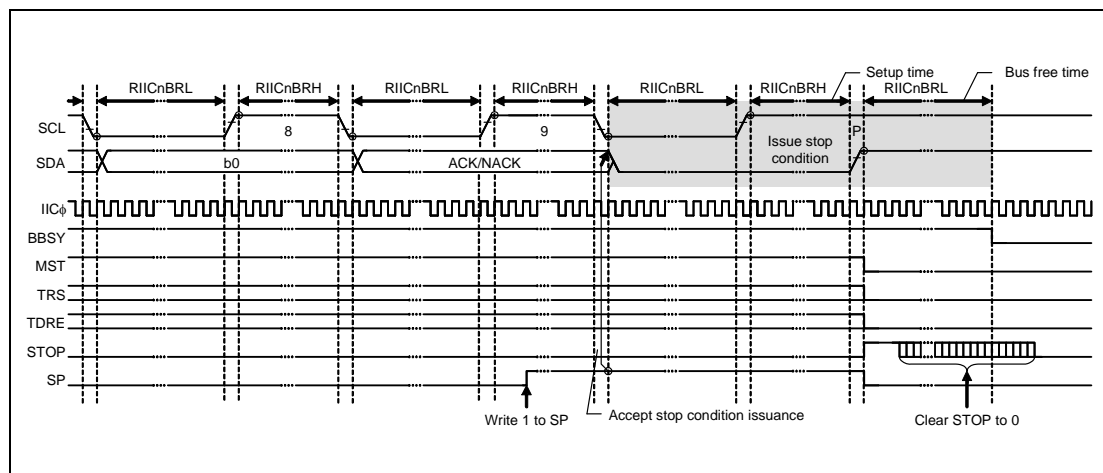 RIICnBRL RIICnBRH RIICnBRL RIICnBRH RIICnBRL RIICnBRH Setup time RIICnBRL Bus free time
SCL 8 9 Issue stop condition P
SDA b0 ACK/NACK
IICϕ
BBSY
MST
TRS
TDRE
STOP
SP
Write 1 to SP Accept stop condition issuance Clear STOP to 0